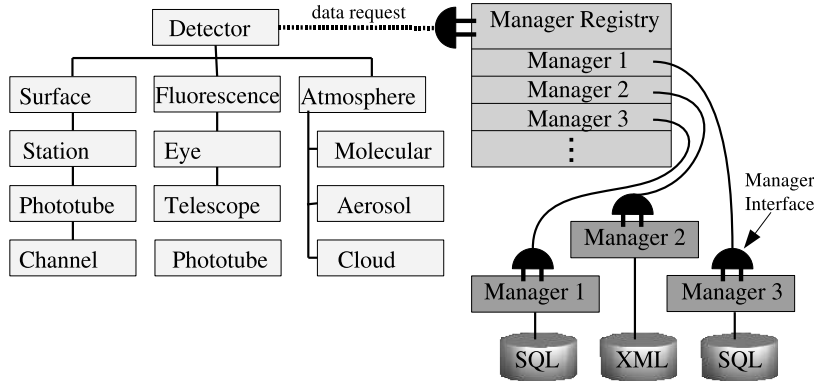 Detector
data request
Manager Registry
Manager 1
Manager 2
Manager 3
Surface
Fluorescence
Atmosphere
Station
Eye
Molecular
Phototube
Telescope
Aerosol
Channel
Phototube
Cloud
Manager
Interface
Manager 2
Manager 1
Manager 3
SQL
XML
SQL